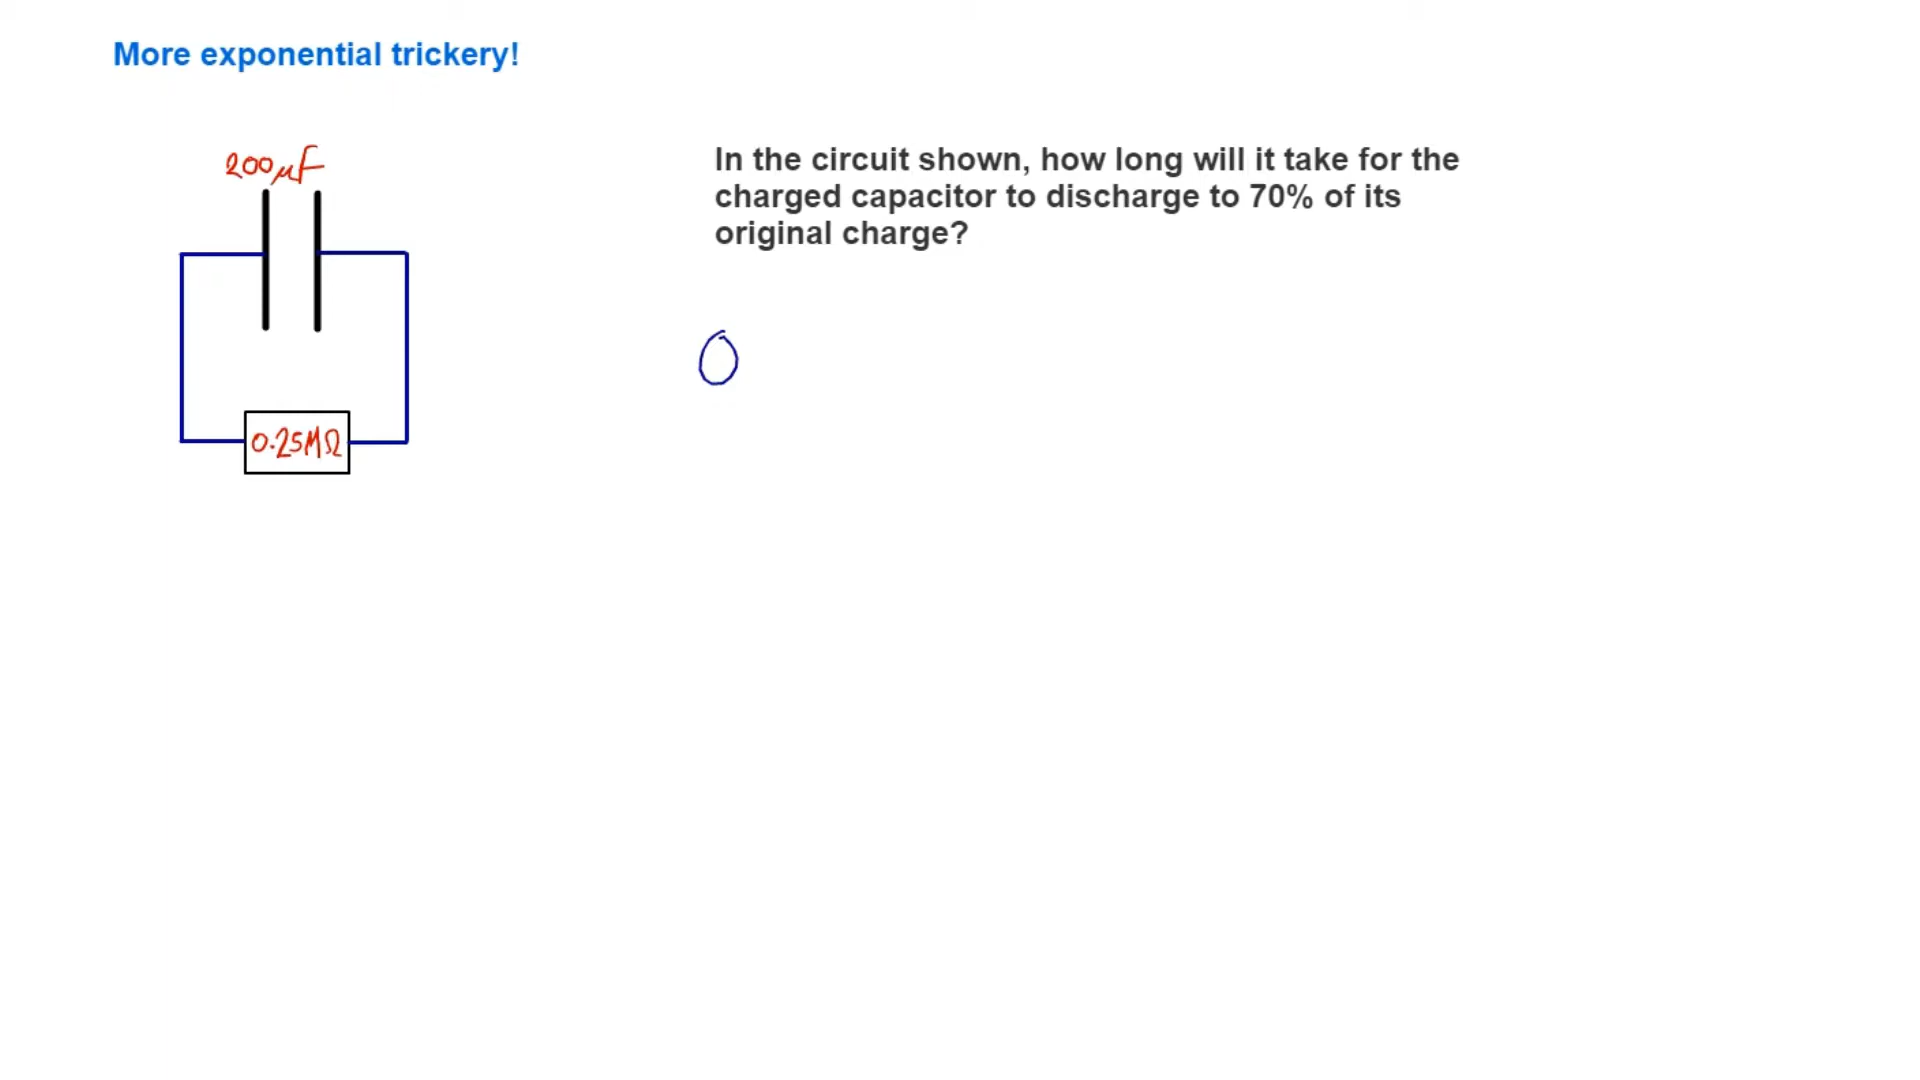 More exponential trickery!
200μF
In the circuit shown, how long will it take for the
charged capacitor to discharge to 70% of its
original charge?
0
0.25MΩ